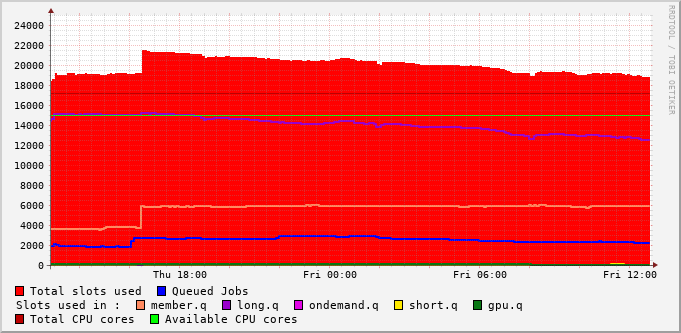 RRDTOOL / TOBI OETIKER
24000
22000
20000
18000
16000
14000
12000
10000
8000
6000
4000
2000
0
Thu 18:00 Fri 00:00 Fri 06:00 Fri 12:00
Total slots used Queued Jobs
Slots used in : member.q long.q ondemand.q short.q gpu.q
Total CPU cores Available CPU cores